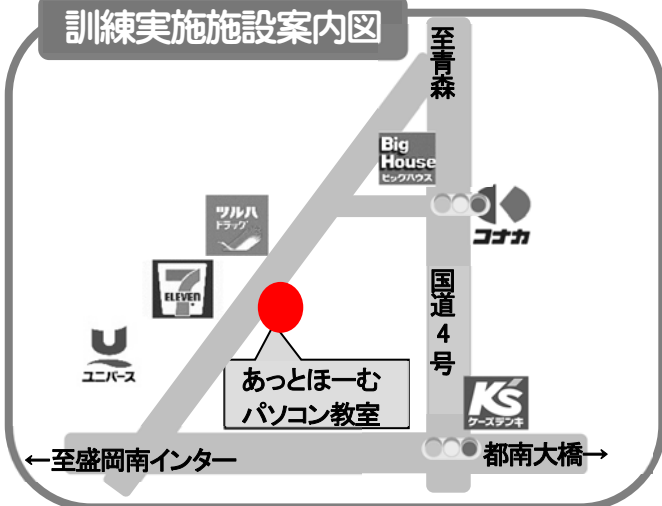 訓練実施施設案内図
至青森
Big
House
ビッグハウス
ツルハ
ドラッグ
コナカ
7
ELEVEN
国道4号
ユニバース
あっとほーむ
パソコン教室
K'S
ケーズデンキ
←至盛岡南インター
都南大橋→